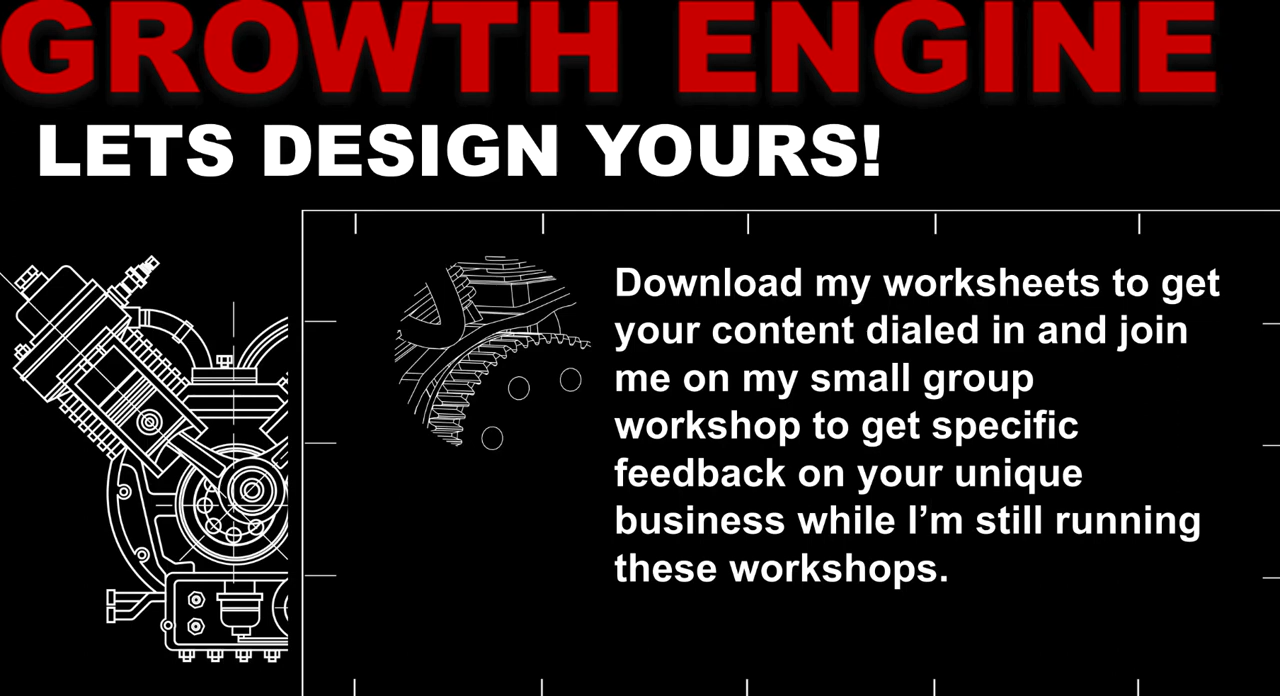 GROWTH ENGINE
LETS DESIGN YOURS!
Download my worksheets to get
your content dialed in and join
me on my small group
workshop to get specific
feedback on your unique
business while I’m still running
these workshops.